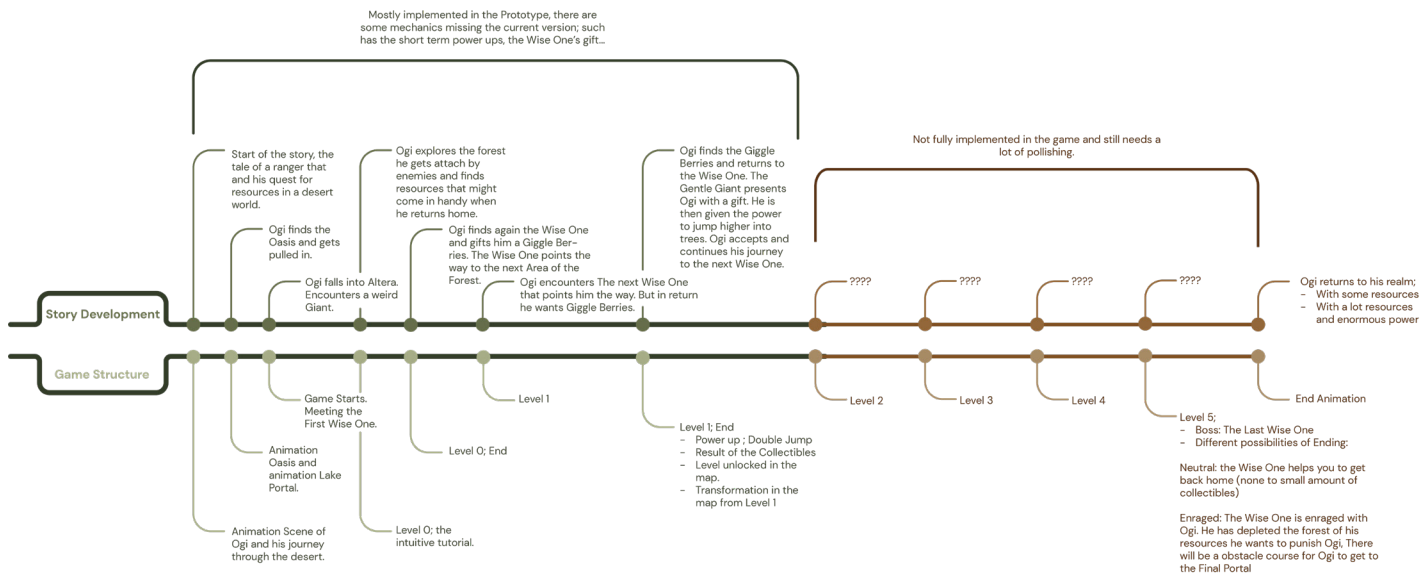 Mostly implemented in the Prototype, there are
some mechanics missing the current version; such
has the short term power ups, the Wise One's gift...
Not fully implemented in the game and still needs a
lot of pollishing.
Start of the story, the
tale of a ranger that
and his quest for
resources in a desert
world.
Ogi finds the
Oasis and gets
pulled in.
Ogi falls into Altera.
Encounters a weird
Giant.
Ogi explores the forest
he gets attach by
enemies and finds
resources that might
come in handy when
he returns home.
Ogi finds again the Wise One
and gifts him a Giggle Ber-
ries. The Wise One points the
way to the next Area of the
Forest.
Ogi encounters The next Wise One
that points him the way. But in return
he wants Giggle Berries.
Ogi finds the Giggle
Berries and returns to
the Wise One. The
Gentle Giant presents
Ogi with a gift. He is
then given the power
to jump higher into
trees. Ogi accepts and
continues his journey
to the next Wise One.
????
????
????
????
Ogi returns to his realm;
- With some resources
- With a lot resources
and enormous power
Story Development
Game Structure
Animation Scene of
Ogi and his journey
through the desert.
Animation
Oasis and
animation Lake
Portal.
Game Starts.
Meeting the
First Wise One.
Level 0; the
intuitive tutorial.
Level 0; End
Level 1
Level 1; End
- Power up ; Double Jump
- Result of the Collectibles
- Level unlocked in the
map.
- Transformation in the
map from Level 1
Level 2
Level 3
Level 4
Level 5;
- Boss: The Last Wise One
- Different possibilities of Ending:
Neutral: the Wise One helps you to get
back home (none to small amount of
collectibles)
Enraged: The Wise One is enraged with
Ogi. He has depleted the forest of his
resources he wants to punish Ogi, There
will be a obstacle course for Ogi to get to
the Final Portal
End Animation